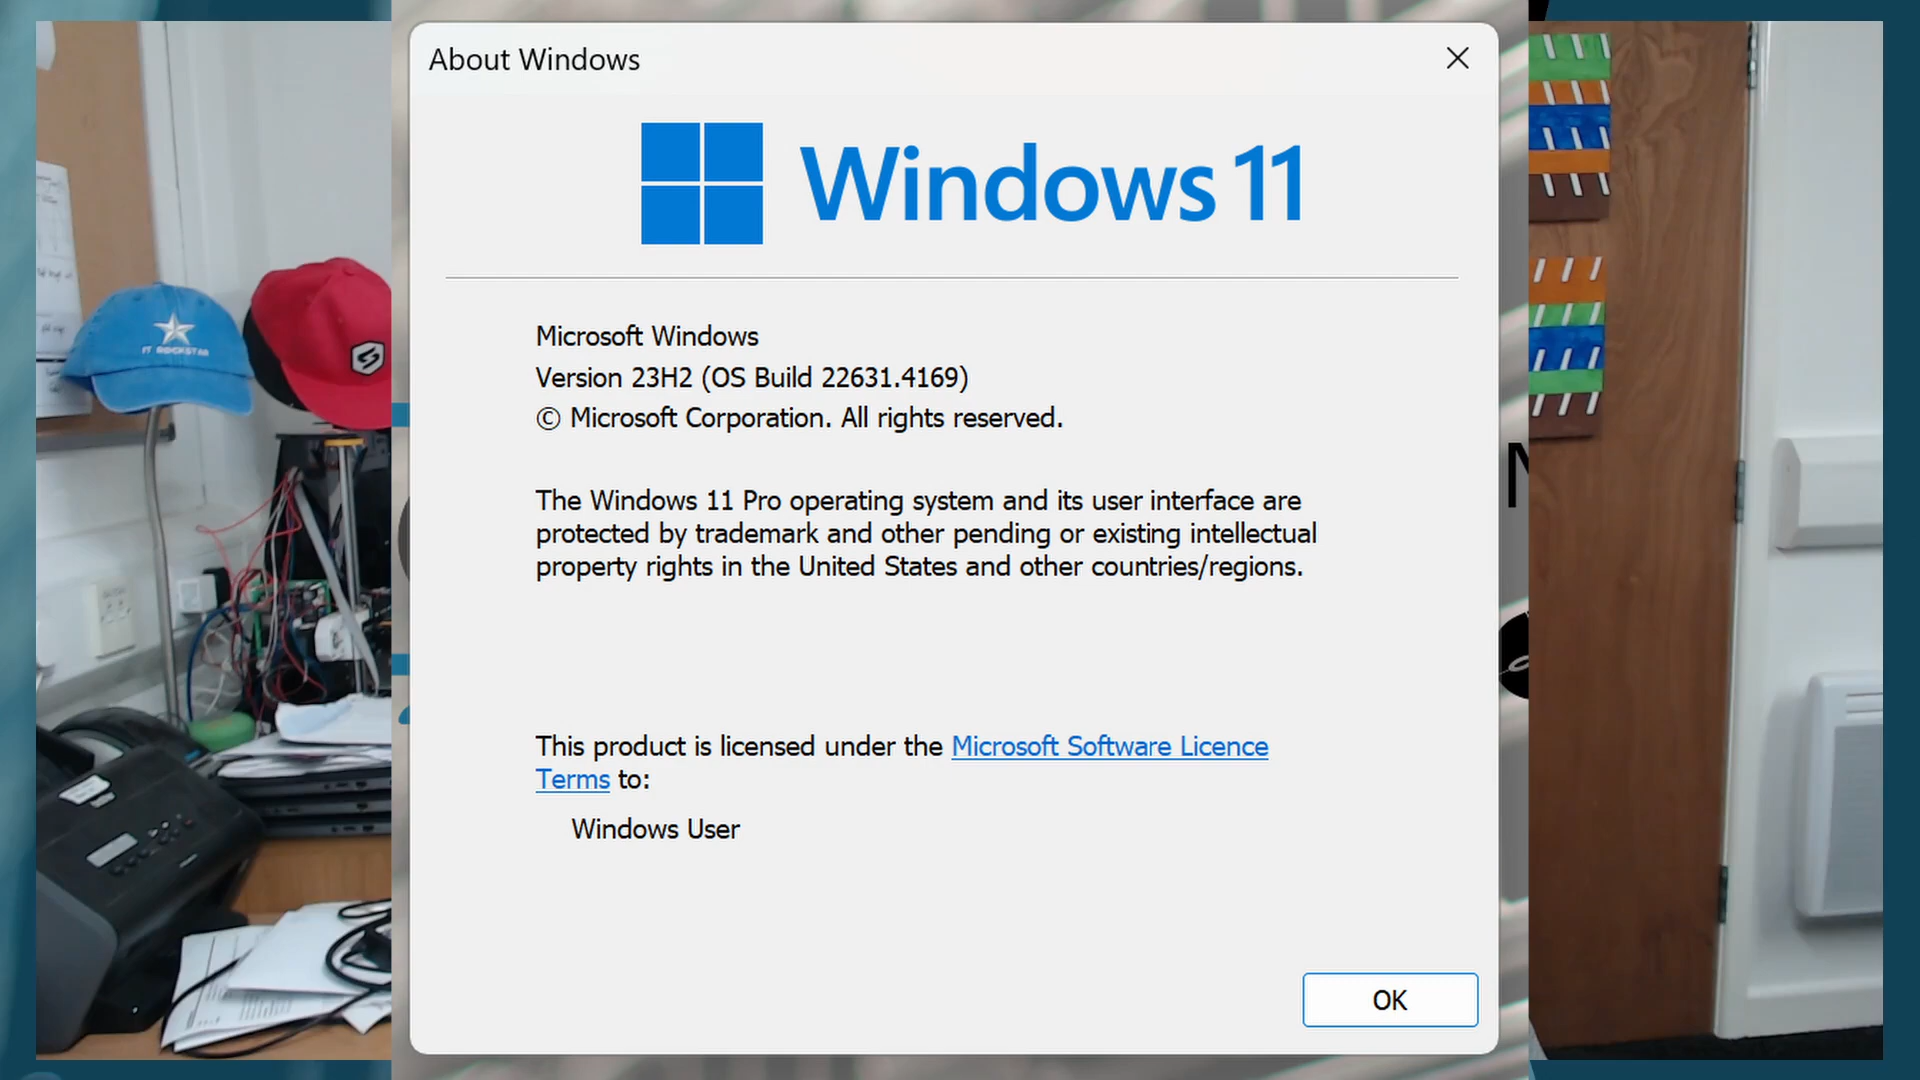 About Windows
Windows 11
Microsoft Windows
Version 23H2 (OS Build 22631.4169)
© Microsoft Corporation. All rights reserved.
The Windows 11 Pro operating system and its user interface are
protected by trademark and other pending or existing intellectual
property rights in the United States and other countries/regions.
This product is licensed under the Microsoft Software Licence
Terms to:
Windows User
OK
IT ROCKSTAR
N